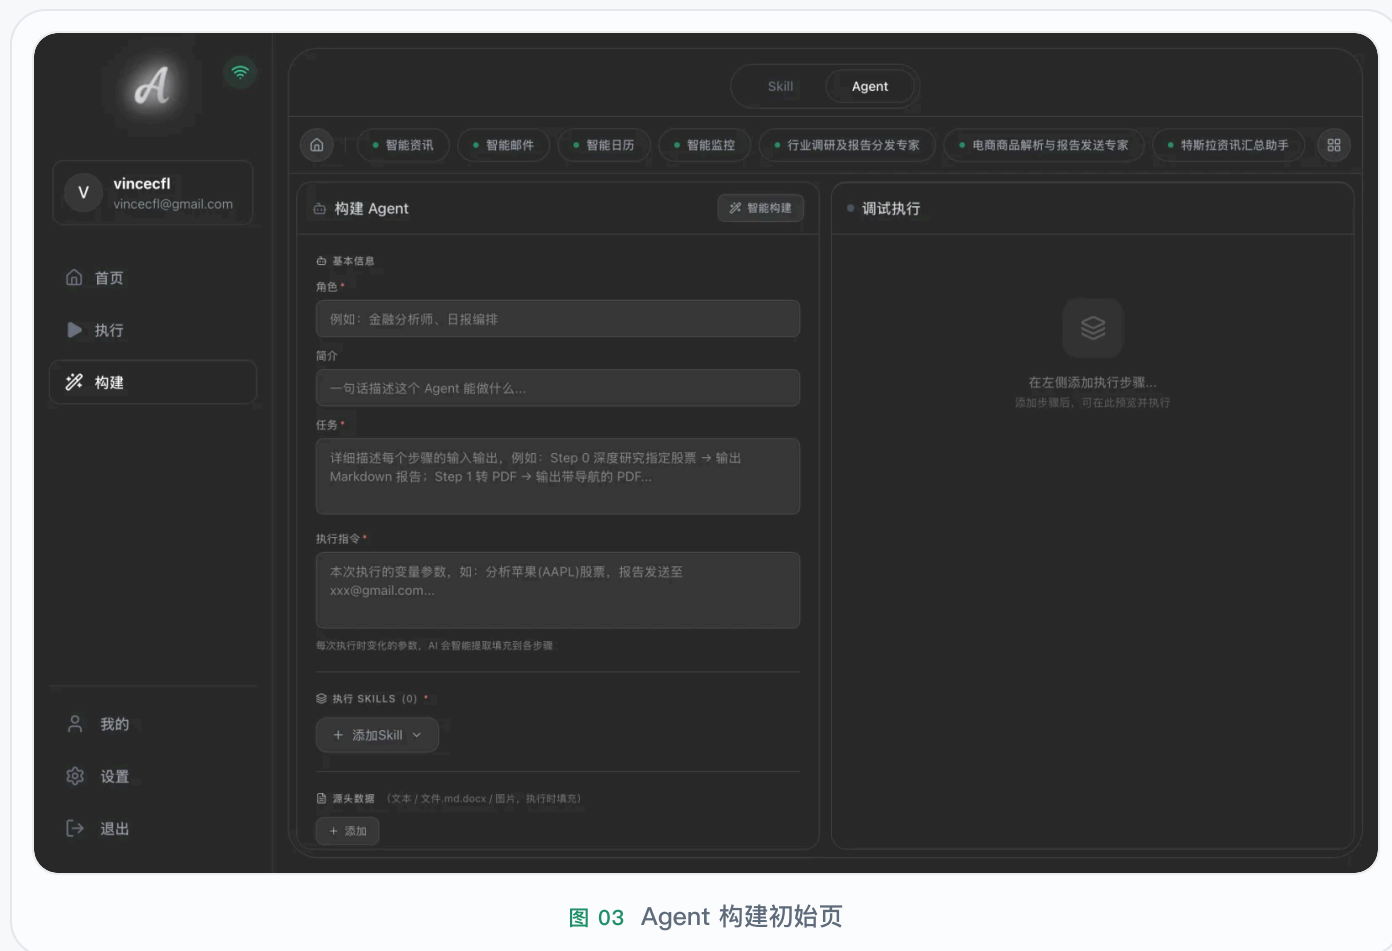 A
V
vincecfl
vincecfl@gmail.com
首页
执行
构建
我的
设置
退出
Skill
Agent
智能资讯
智能邮件
智能日历
智能监控
行业调研及报告分发专家
电商商品解析与报告发送专家
特斯拉资讯汇总助手
构建 Agent
智能构建
基本信息
角色*
例如：金融分析师、日报编排
简介
一句话描述这个 Agent 能做什么...
任务*
详细描述每个步骤的输入输出，例如：Step 0 深度研究指定股票 → 输出
Markdown 报告；Step 1 转 PDF → 输出带导航的 PDF...
执行指令*
本次执行的变量参数，如：分析苹果(AAPL)股票，报告发送至
xxx@gmail.com...
每次执行时变化的参数，AI 会智能提取填充到各步骤
执行 SKILLS (0) *
+ 添加Skill
源头数据 （文本 / 文件.md.docx / 图片，执行时填充）
+ 添加
调试执行
在左侧添加执行步骤...
添加步骤后，可在此预览并执行
图 03 Agent 构建初始页